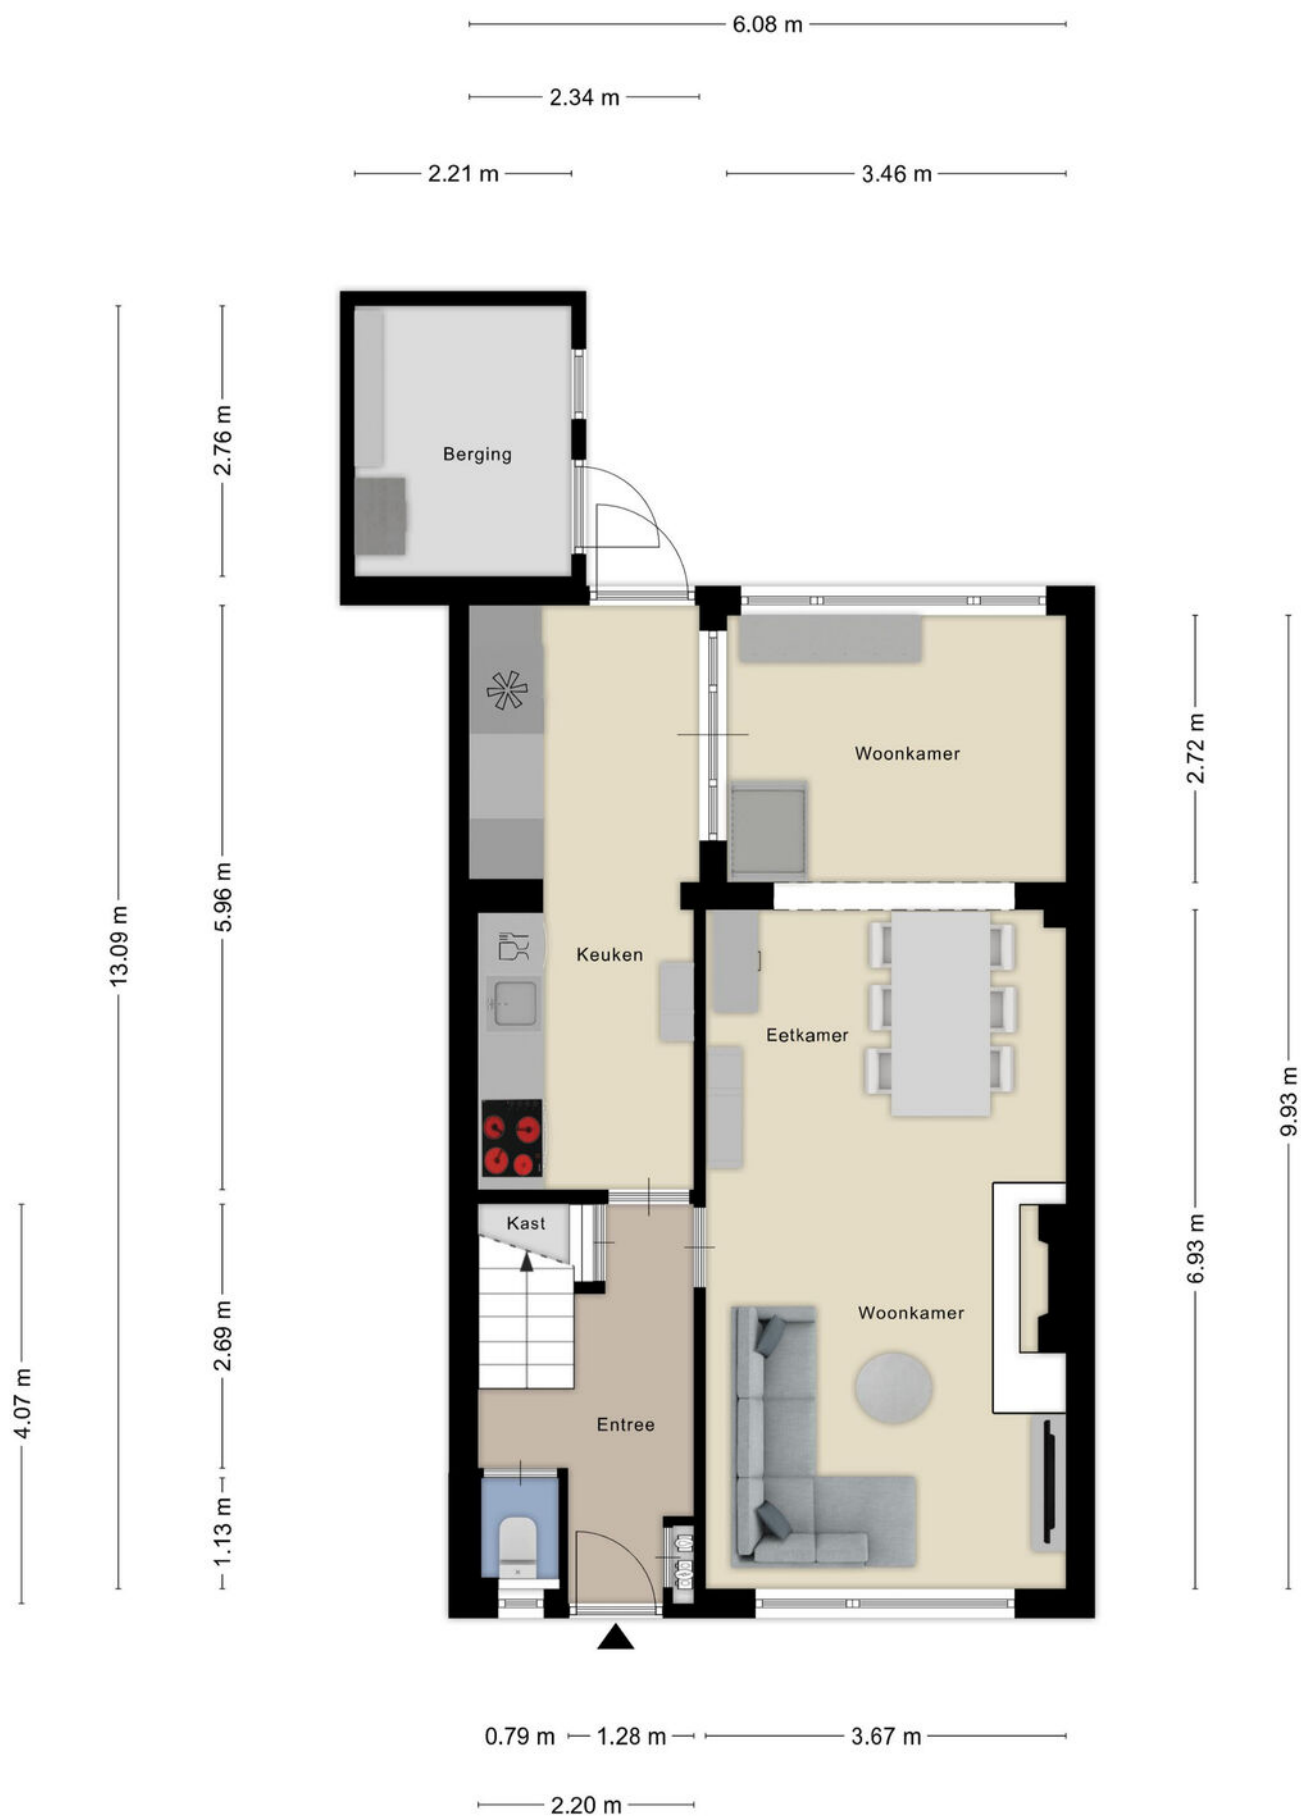 6.08 m
2.34 m
2.21 m
3.46 m
2.76 m
Berging
2.72 m
Woonkamer
5.96 m
13.09 m
Keuken
Eetkamer
9.93 m
Kast
6.93 m
Woonkamer
2.69 m
4.07 m
Entree
1.13 m
0.79 m
1.28 m
3.67 m
2.20 m